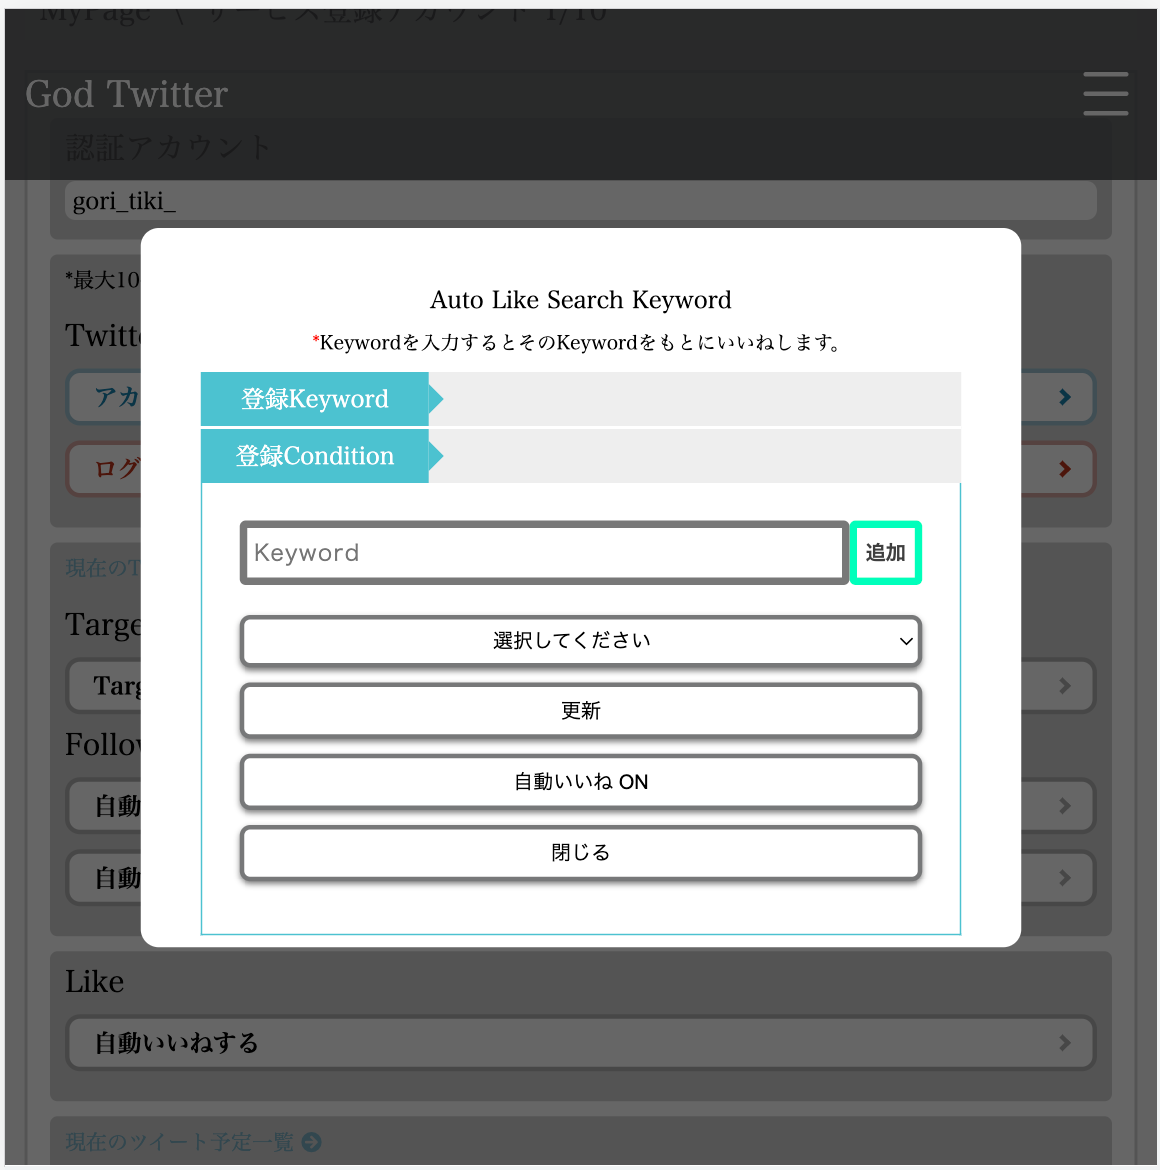 MyPage \ サービス登録アカウント 1/10
God Twitter
認証アカウント
gori_tiki_
*最大10
Twitt
アカ
ログ
現在のT
Targe
Targ
Follow
自動
自動
Auto Like Search Keyword
*Keywordを入力するとそのKeywordをもとにいいねします。
登録Keyword
登録Condition
Keyword
追加
選択してください
更新
自動いいね ON
閉じる
Like
自動いいねする
現在のツイート予定一覧